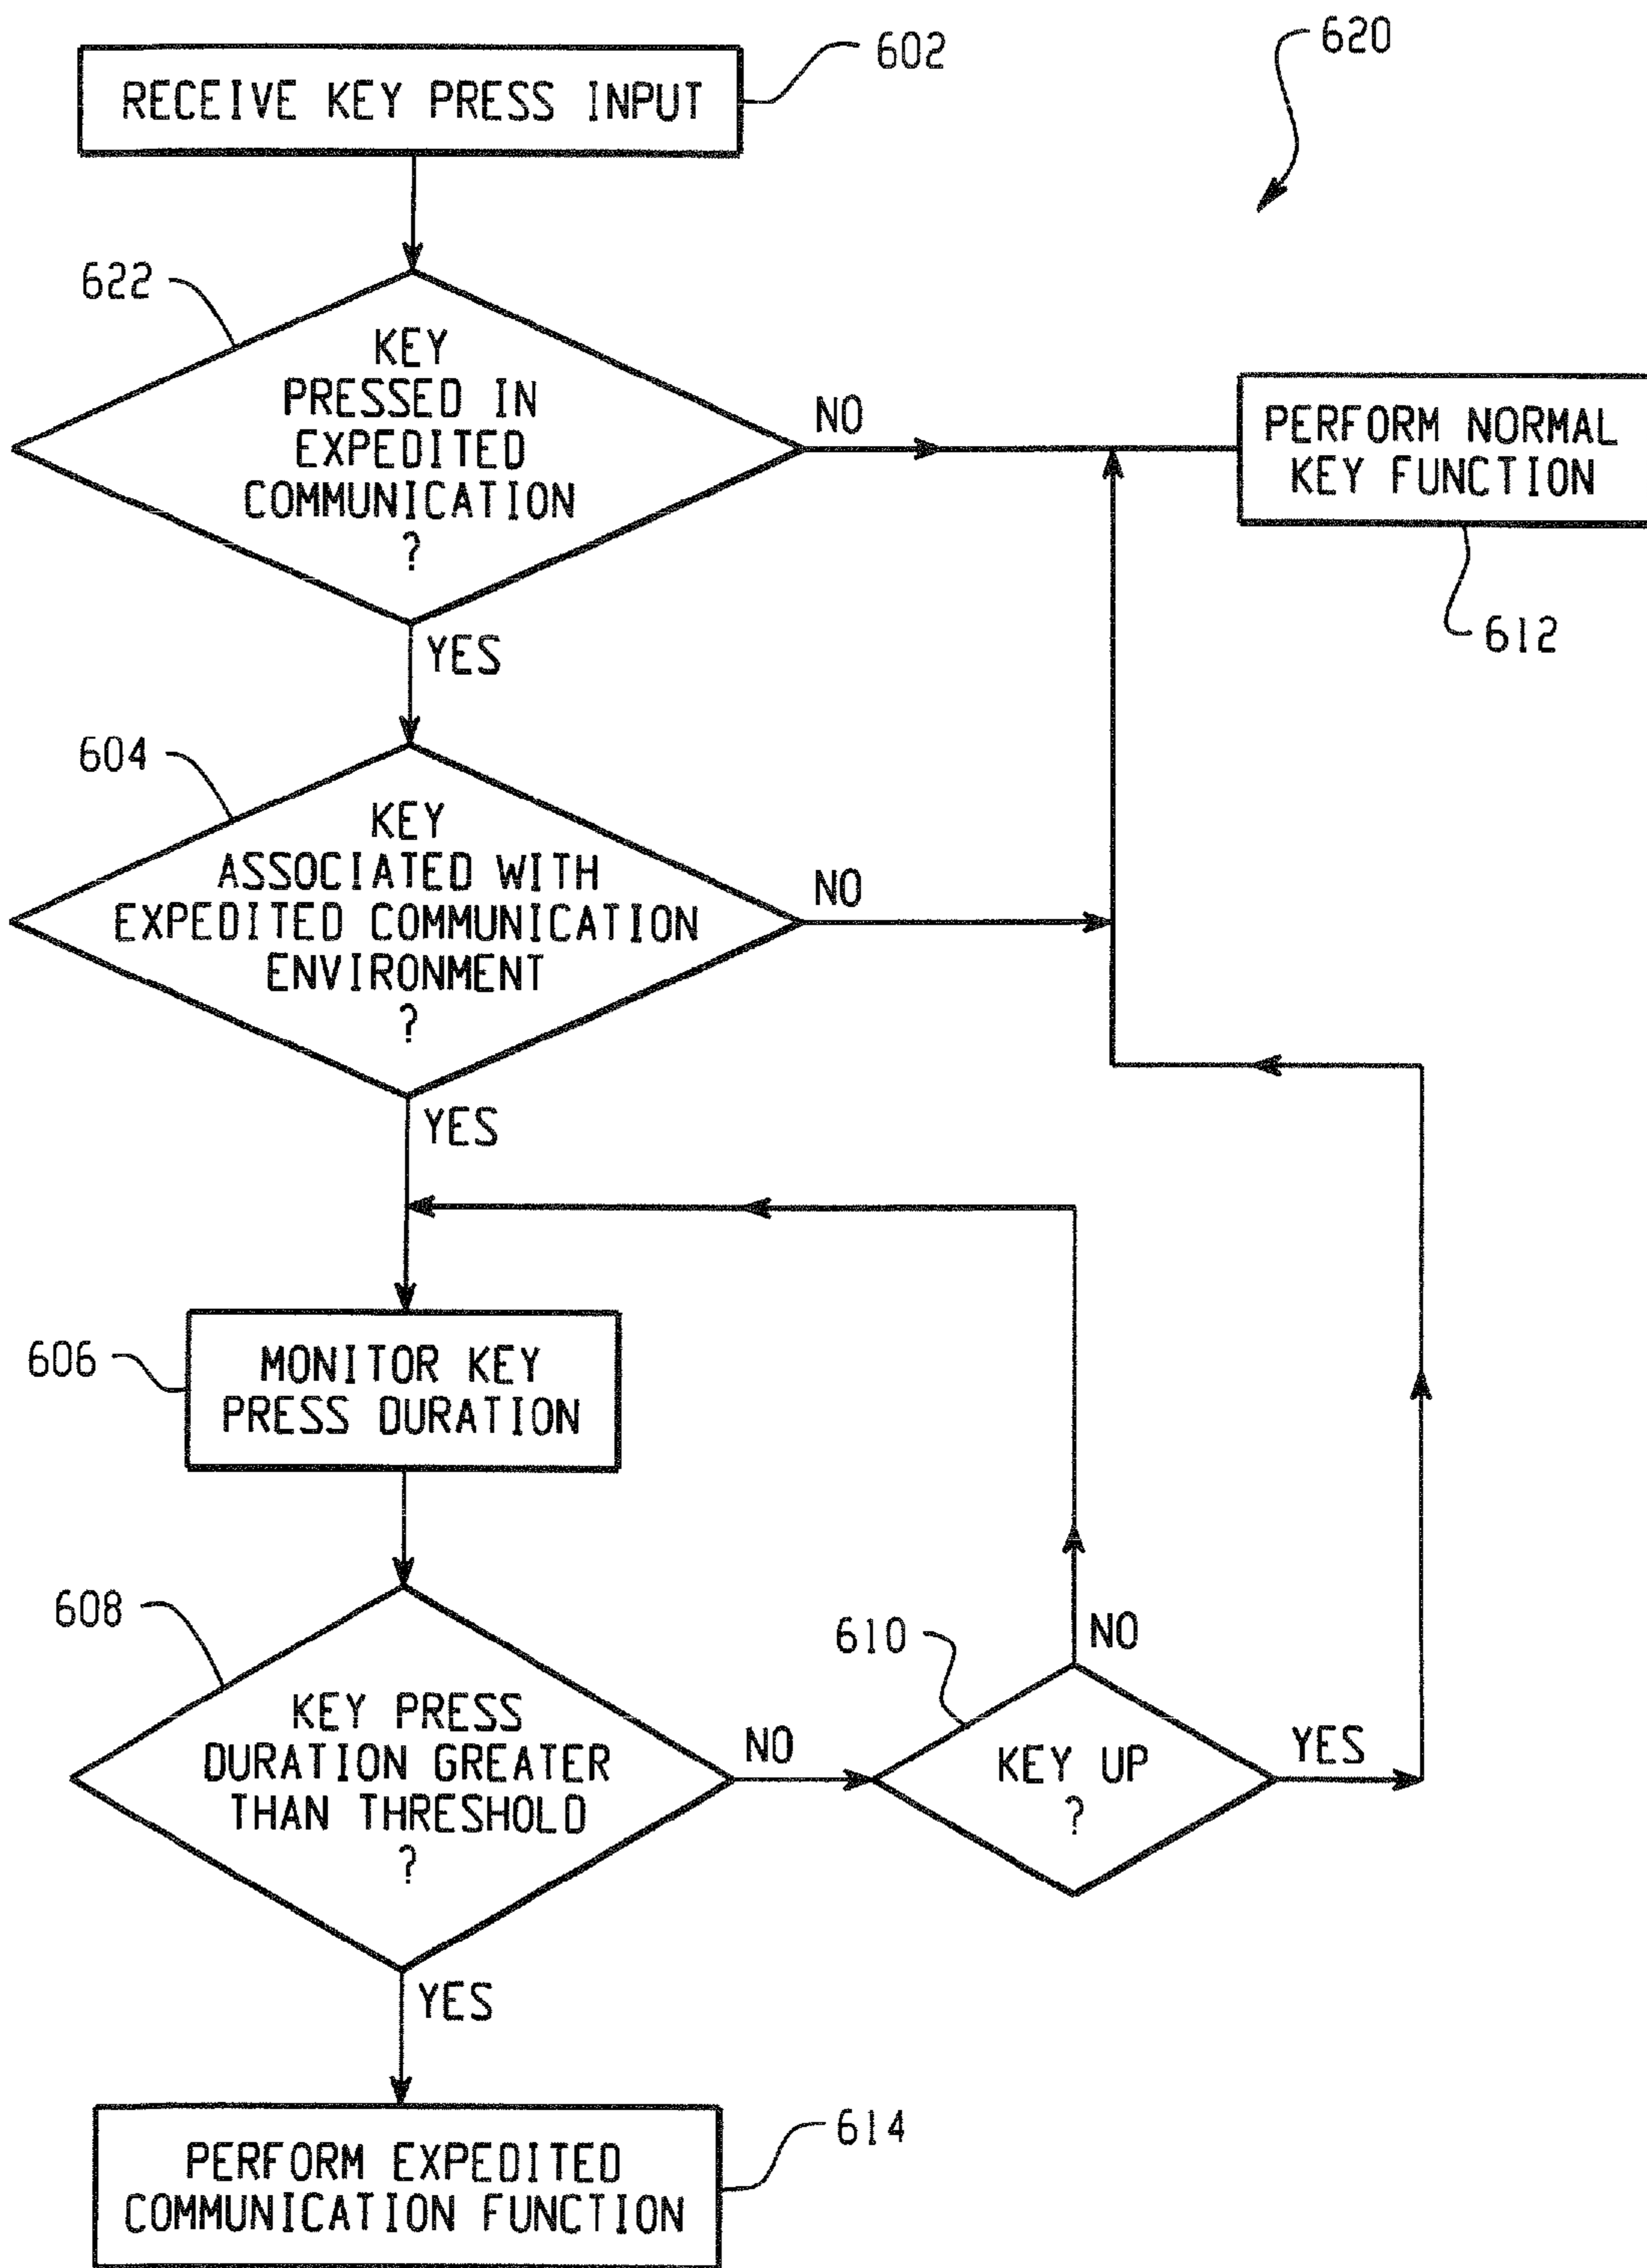 620
602
RECEIVE KEY PRESS INPUT
622
KEY
PRESSED IN
EXPEDITED
COMMUNICATION
?
NO
YES
PERFORM NORMAL
KEY FUNCTION
612
604
KEY
ASSOCIATED WITH
EXPEDITED COMMUNICATION
ENVIRONMENT
?
NO
YES
606
MONITOR KEY
PRESS DURATION
608
KEY PRESS
DURATION GREATER
THAN THRESHOLD
?
NO
YES
610
KEY UP
?
NO
YES
614
PERFORM EXPEDITED
COMMUNICATION FUNCTION